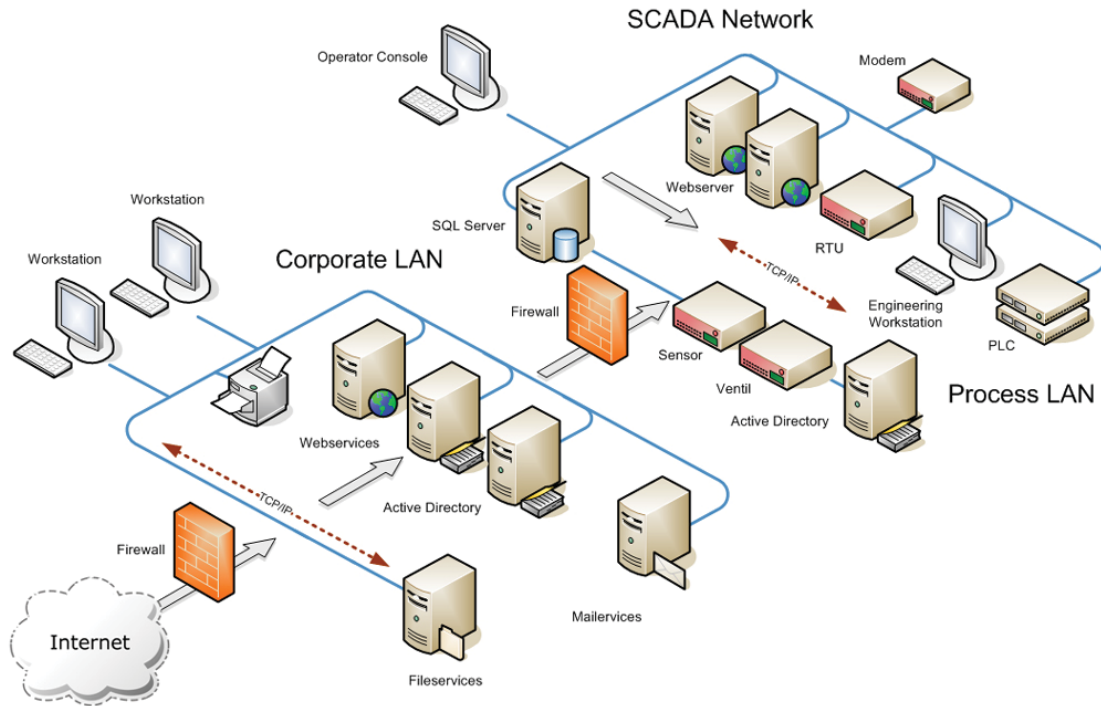 SCADA Network
Operator Console
Modem
Webserver
SQL Server
RTU
TCP/IP
Engineering
Workstation
PLC
Firewall
Sensor
Ventil
Active Directory
Process LAN
Workstation
Workstation
Corporate LAN
Webservices
Active Directory
TCP/IP
Firewall
Internet
Fileservices
Mailervices